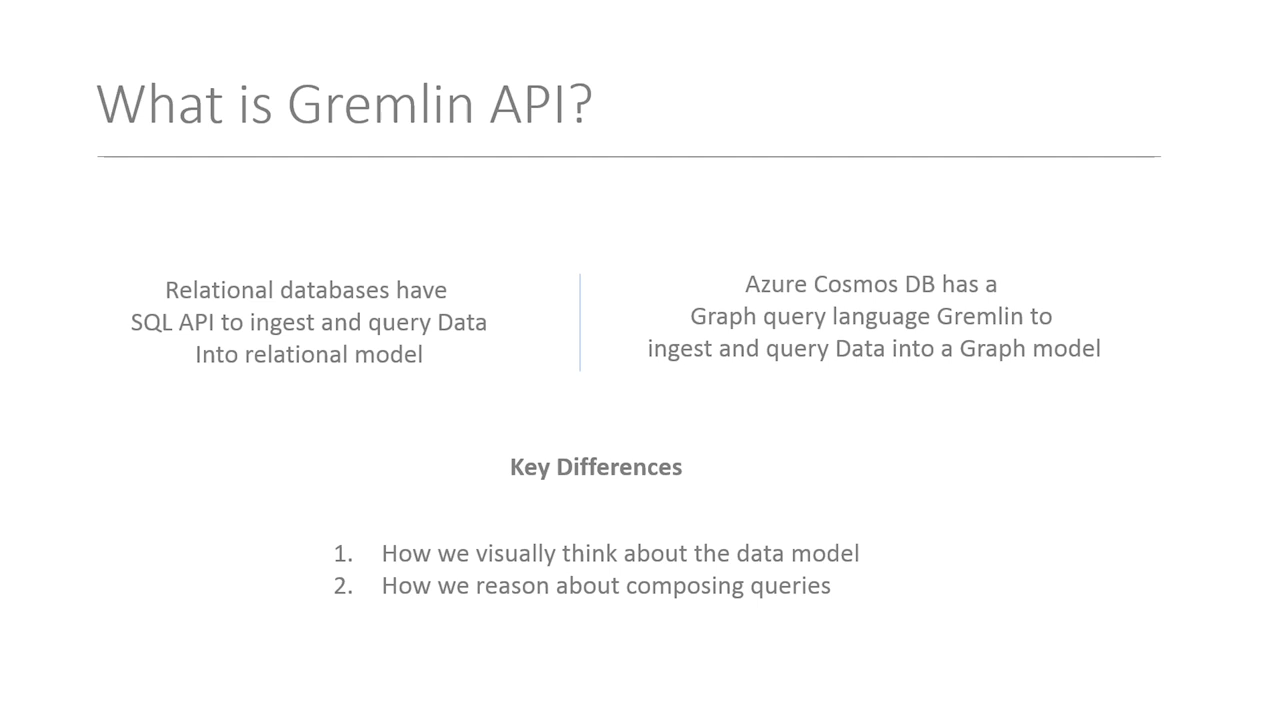 What is Gremlin API?
Relational databases have
SQL API to ingest and query Data
Into relational model
Azure Cosmos DB has a
Graph query language Gremlin to
ingest and query Data into a Graph model
Key Differences
1. How we visually think about the data model
2. How we reason about composing queries